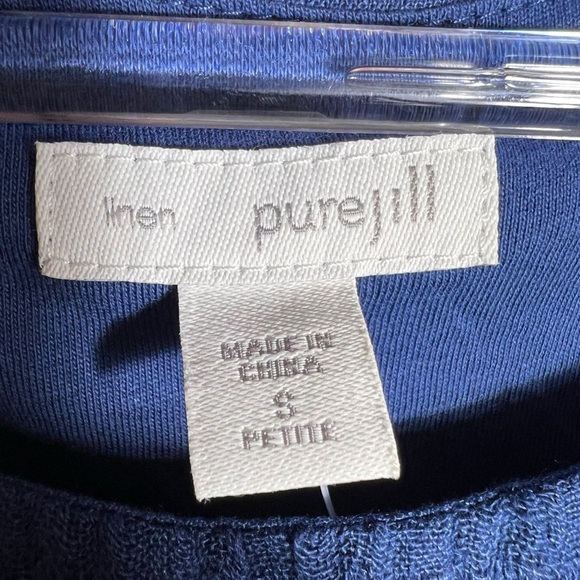 linen purejill
MADE IN
CHINA
S
PETITE